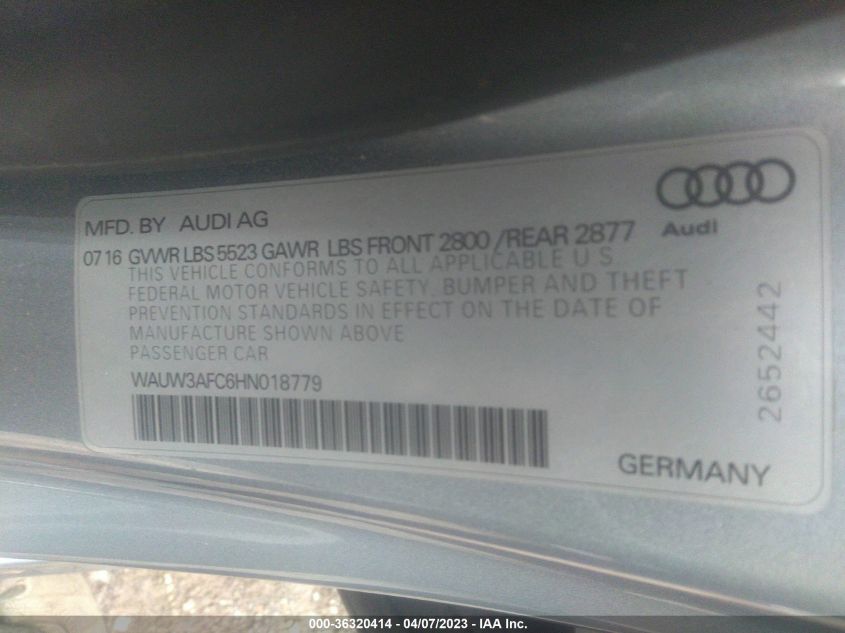 MFD. BY AUDI AG
0716 GVWR LBS 5523 GAWR LBS FRONT 2800 /REAR 2877
Audi
THIS VEHICLE CONFORMS TO ALL APPLICABLE U S
FEDERAL MOTOR VEHICLE SAFETY, BUMPER AND THEFT
PREVENTION STANDARDS IN EFFECT ON THE DATE OF
MANUFACTURE SHOWN ABOVE
PASSENGER CAR
WAUW3AFC6HN018779
2652442
GERMANY
000-36320414 - 04/07/2023 - IAA Inc.